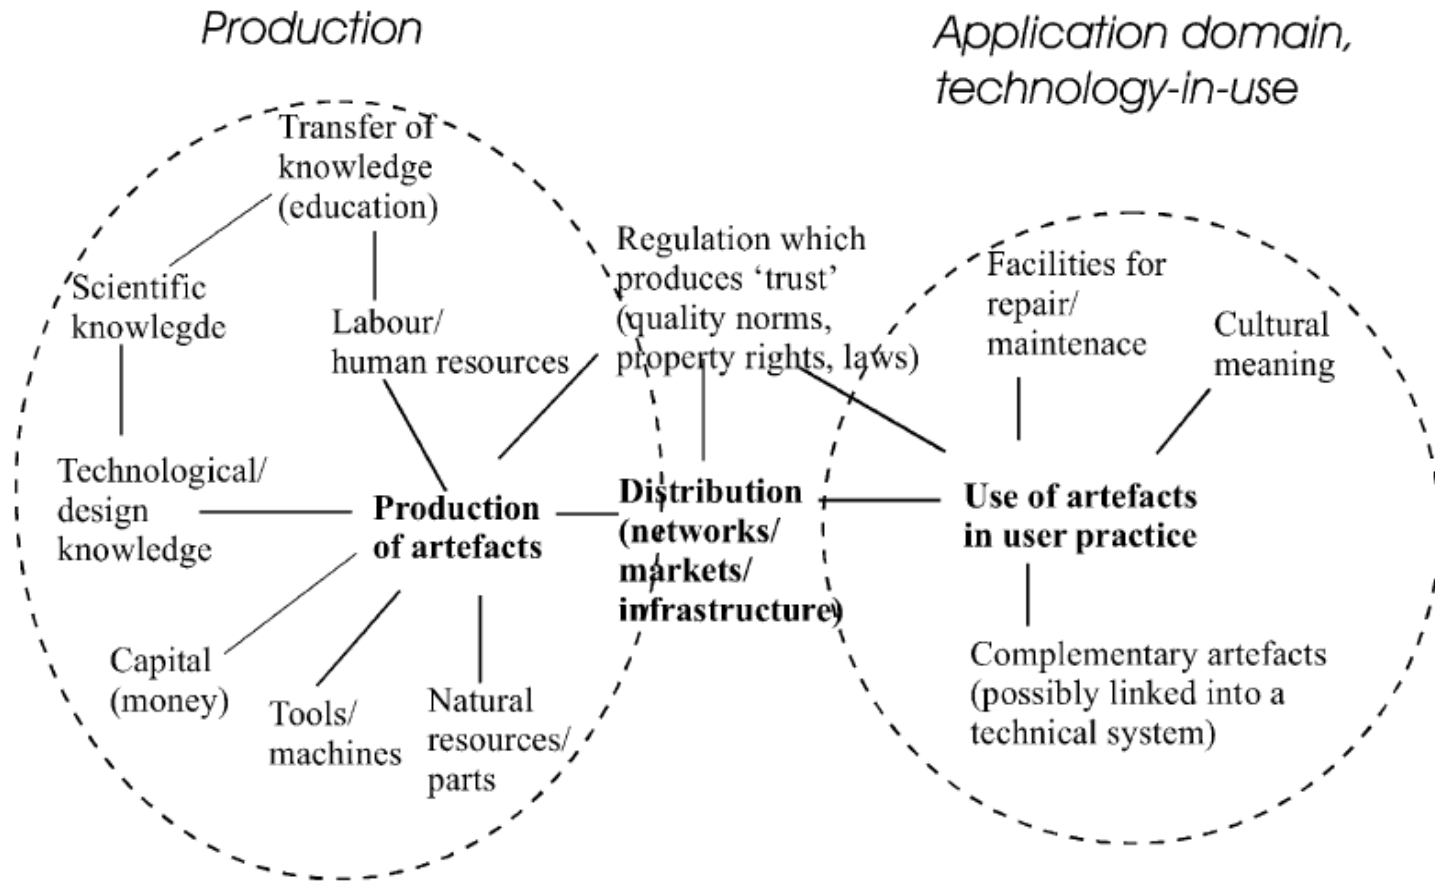 Production
Application domain,
technology-in-use
Transfer of
knowledge
(education)
Scientific
knowlegde
Labour/
human resources
Regulation which
produces ‘trust’
(quality norms,
property rights, laws)
Facilities for
repair/
maintenace
Cultural
meaning
Technological/
design
knowledge
Production
of artefacts
Distribution
(networks/
markets/
infrastructure)
Use of artefacts
in user practice
Capital
(money)
Tools/
machines
Natural
resources/
parts
Complementary artefacts
(possibly linked into a
technical system)